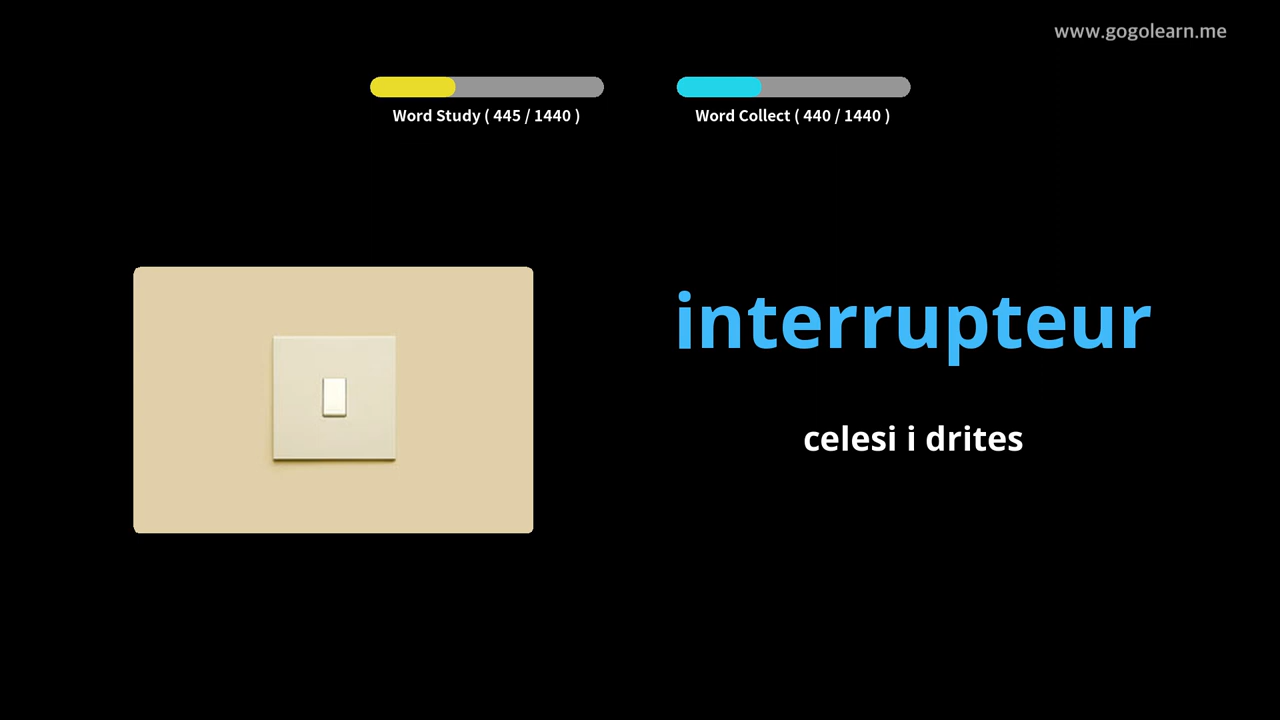 www.gogolearn.me
Word Study ( 445 / 1440 )
Word Collect ( 440 / 1440 )
interrupteur
celesi i drites